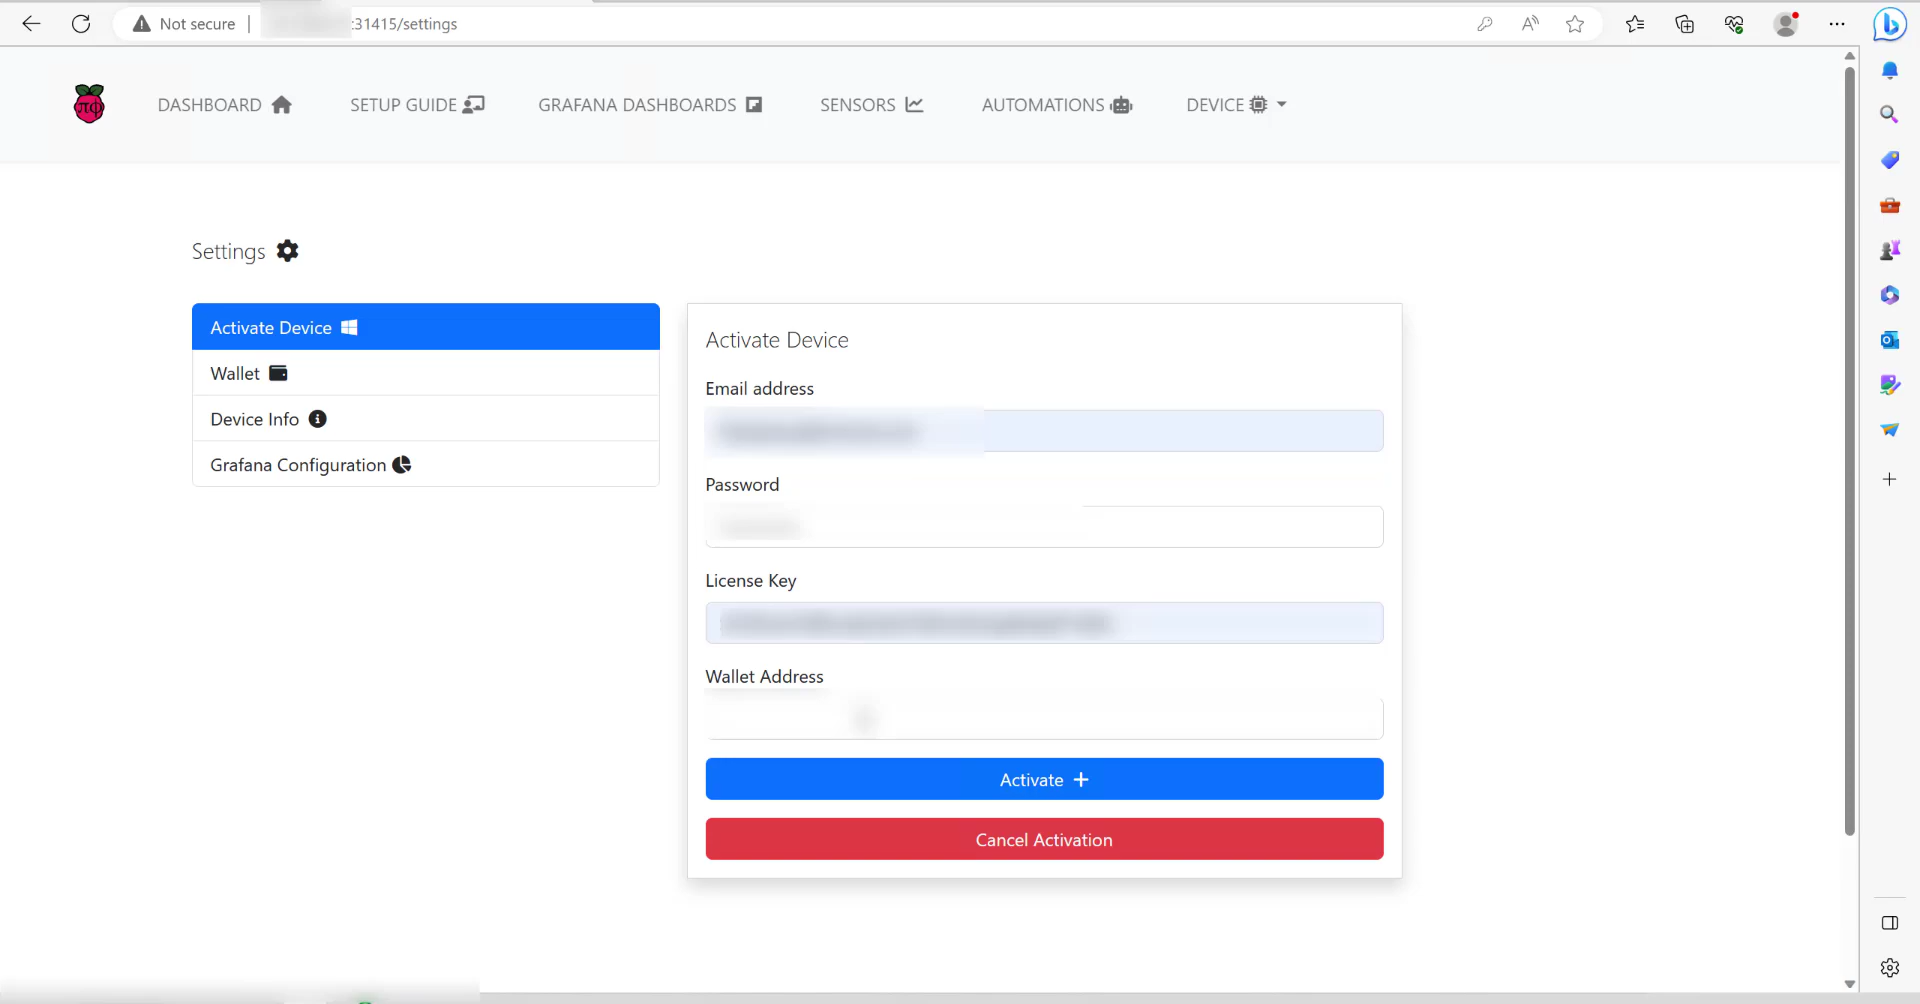 Not secure
:31415/settings
DASHBOARD
SETUP GUIDE
GRAFANA DASHBOARDS
SENSORS
AUTOMATIONS
DEVICE
Settings
Activate Device
Wallet
Device Info
Grafana Configuration
Activate Device
Email address
Password
License Key
Wallet Address
Activate +
Cancel Activation